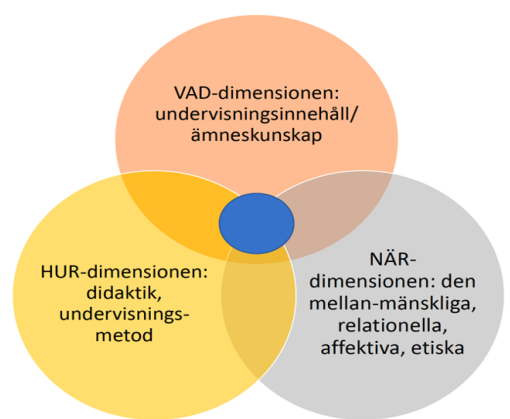 VAD-dimensionen:
undervisningsinnehåll/
ämneskunskap
HUR-dimensionen:
didaktik,
undervisnings-
metod
NÄR-
dimensionen: den
mellan-mänskliga,
relationella,
affektiva, etiska